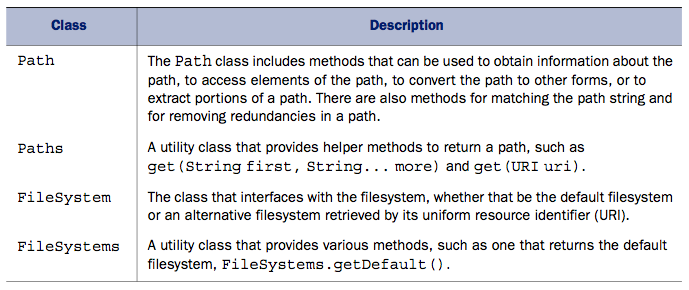 Class Description
Path The Path class includes methods that can be used to obtain information about the
path, to access elements of the path, to convert the path to other forms, or to
extract portions of a path. There are also methods for matching the path string and
for removing redundancies in a path.
Paths A utility class that provides helper methods to return a path, such as
get(String first, String... more) and get(URI uri).
FileSystem The class that interfaces with the filesystem, whether that be the default filesystem
or an alternative filesystem retrieved by its uniform resource identifier (URI).
FileSystems A utility class that provides various methods, such as one that returns the default
filesystem, FileSystems.getDefault().